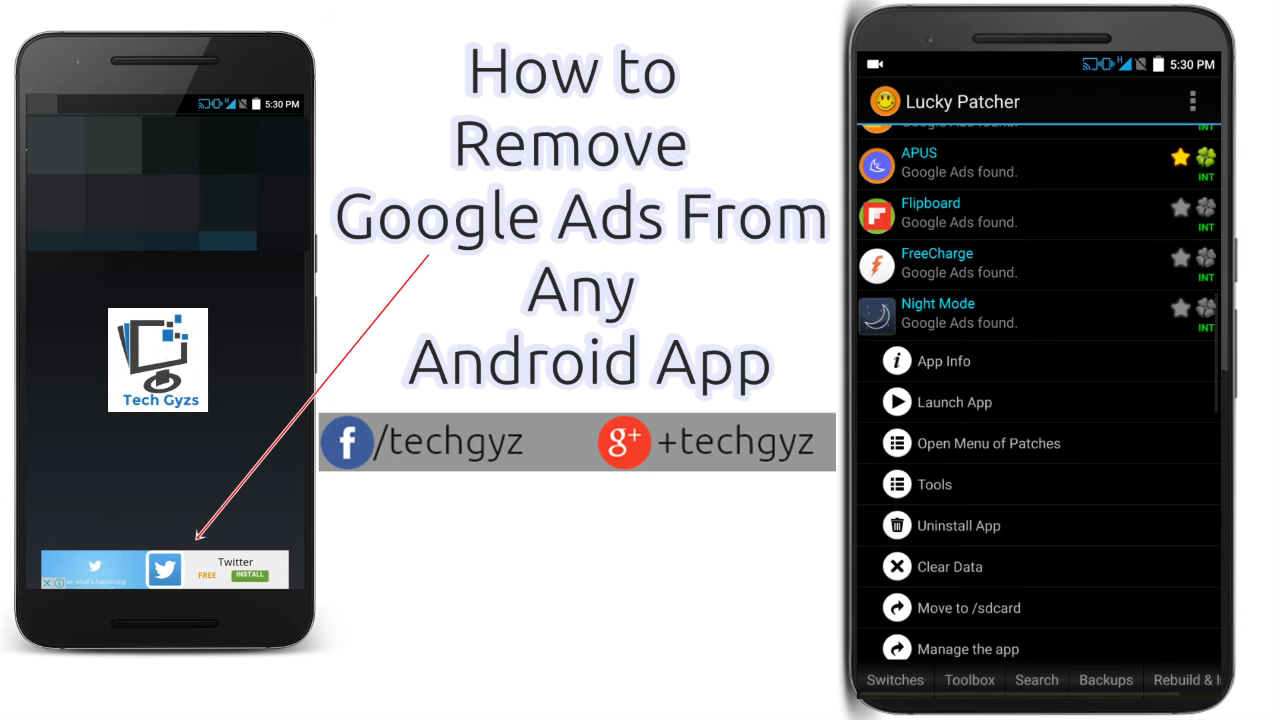 5:30 PM
Tech Gyzs
Twitter
FREE INSTALL
How to
Remove
Google Ads From
Any
Android App
/techgyz
g+ +techgyz
H 5:30 PM
Lucky Patcher
INT
APUS
Google Ads found.
INT
Flipboard
Google Ads found.
INT
FreeCharge
Google Ads found.
INT
Night Mode
Google Ads found.
INT
App Info
Launch App
Open Menu of Patches
Tools
Uninstall App
Clear Data
Move to /sdcard
Manage the app
Switches Toolbox Search Backups Rebuild & I